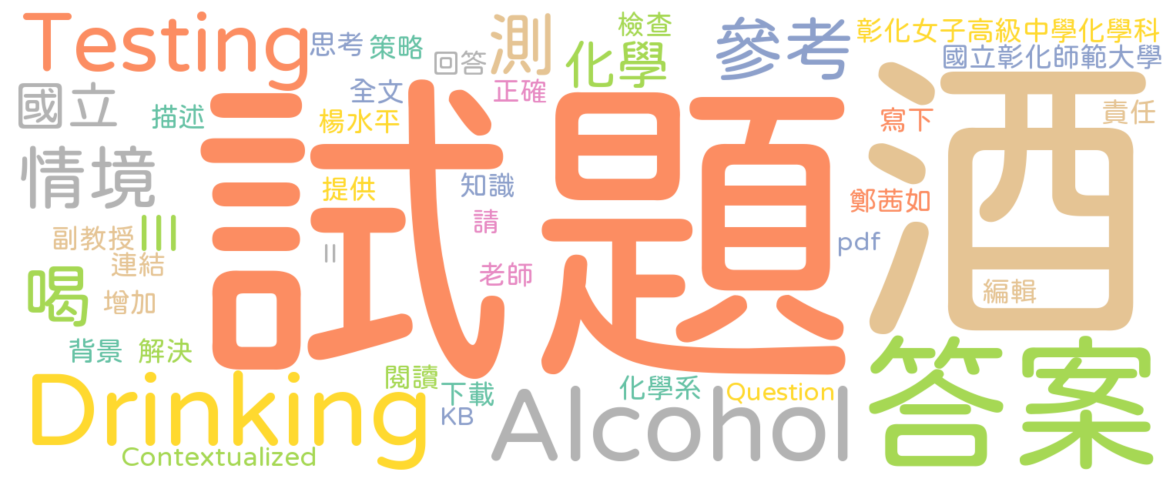 Testing
思考
策略
回答
測
檢查
化學
參考
彰化女子高級中學化學科
國立彰化師範大學
國立
描述
全文
楊水平
正確
試題
酒
寫下
責任
情境
提供
知識
請
鄭茜如
副教授
III
II
pdf
連結
老師
喝
增加
編輯
背景
解決
答案
Drinking
閱讀
下載
KB
Alcohol
化學系
Question
Contextualized